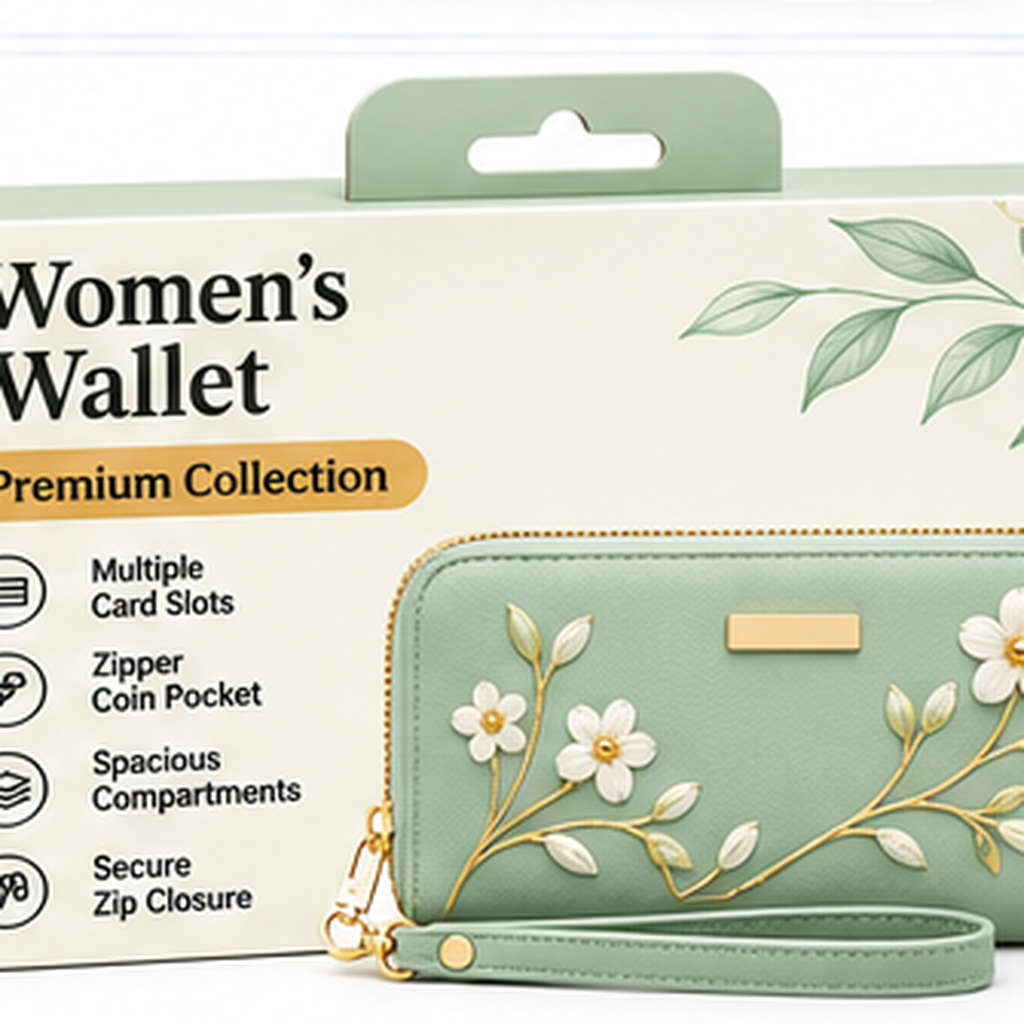 Women's
Wallet
Premium Collection
Multiple
Card Slots
Zipper
Coin Pocket
Spacious
Compartments
Secure
Zip Closure